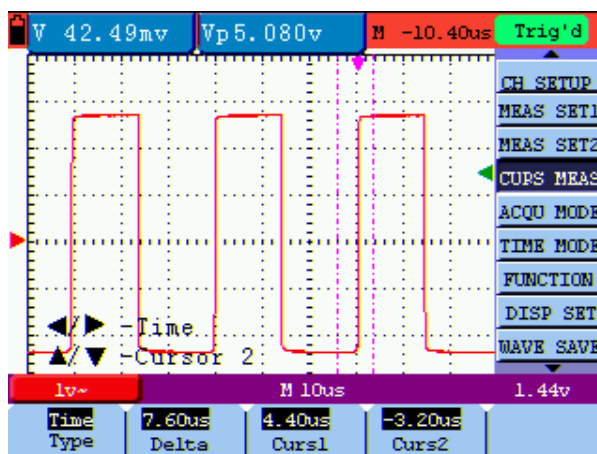 V 42.49mv Vp5.080v M -10.40us Trig'd
CH SETUP
MEAS SET1
MEAS SET2
CURS MEAS
ACQU MODE
TIME MODE
FUNCTION
DISP SET
WAVE SAVE
◀/▶ -Time
▲/▼ -Cursor 2
1v~ M 10us 1.44v
Time 7.60us 4.40us -3.20us
Type Delta Curs1 Curs2